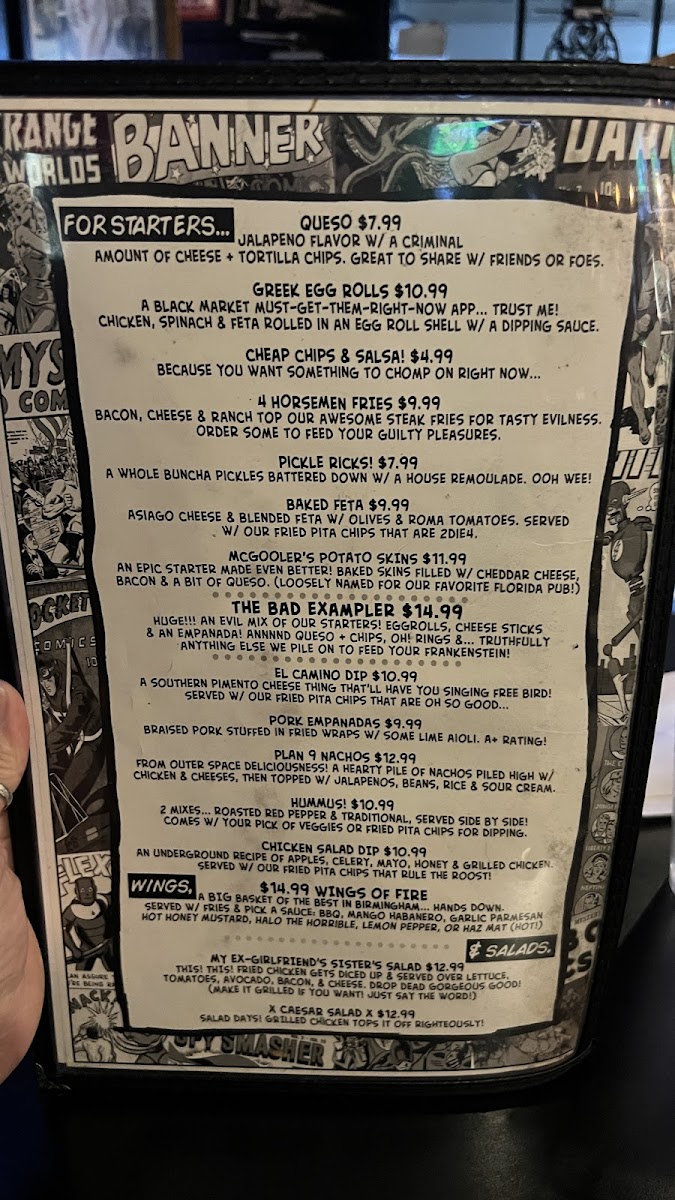 RANGE
WORLDS
BANNER
FOR STARTERS...
QUESO $7.99
JALAPENO FLAVOR W/ A CRIMINAL
AMOUNT OF CHEESE + TORTILLA CHIPS. GREAT TO SHARE W/ FRIENDS OR FOES.
GREEK EGG ROLLS $10.99
A BLACK MARKET MUST-GET-THEM-RIGHT-NOW APP... TRUST ME!
CHICKEN, SPINACH & FETA ROLLED IN AN EGG ROLL SHELL W/ A DIPPING SAUCE.
CHEAP CHIPS & SALSA! $4.99
BECAUSE YOU WANT SOMETHING TO CHOMP ON RIGHT NOW...
MYS
COM
4 HORSEMEN FRIES $9.99
BACON, CHEESE & RANCH TOP OUR AWESOME STEAK FRIES FOR TASTY EVILNESS.
ORDER SOME TO FEED YOUR GUILTY PLEASURES.
PICKLE RICKS! $7.99
A WHOLE BUNCHA PICKLES BATTERED DOWN W/ A HOUSE REMOULADE. OOH WEE!
BAKED FETA $9.99
ASIAGO CHEESE & BLENDED FETA W/ OLIVES & ROMA TOMATOES. SERVED
W/ OUR FRIED PITA CHIPS THAT ARE 2DIE4.
MCGOOLER'S POTATO SKINS $11.99
AN EPIC STARTER MADE EVEN BETTER! BAKED SKINS FILLED W/ CHEDDAR CHEESE,
BACON & A BIT OF QUESO. (LOOSELY NAMED FOR OUR FAVORITE FLORIDA PUB!)
THE BAD EXAMPLER $14.99
HUGE!!! AN EVIL MIX OF OUR STARTERS! EGGROLLS, CHEESE STICKS
& AN EMPANADA! ANNNND QUESO + CHIPS, OH! RINGS &... TRUTHFULLY
ANYTHING ELSE WE PILE ON TO FEED YOUR FRANKENSTEIN!
OCKET
COMICS
EL CAMINO DIP $10.99
A SOUTHERN PIMENTO CHEESE THING THAT'LL HAVE YOU SINGING FREE BIRD!
SERVED W/ OUR FRIED PITA CHIPS THAT ARE OH SO GOOD...
PORK EMPANADAS $9.99
BRAISED PORK STUFFED IN FRIED WRAPS W/ SOME LIME AIOLI. A+ RATING!
PLAN 9 NACHOS $12.99
FROM OUTER SPACE DELICIOUSNESS! A HEARTY PILE OF NACHOS PILED HIGH W/
CHICKEN & CHEESES, THEN TOPPED W/ JALAPENOS, BEANS, RICE & SOUR CREAM.
HUMMUS! $10.99
2 MIXES... ROASTED RED PEPPER & TRADITIONAL, SERVED SIDE BY SIDE!
COMES W/ YOUR PICK OF VEGGIES OR FRIED PITA CHIPS FOR DIPPING.
CHICKEN SALAD DIP $10.99
AN UNDERGROUND RECIPE OF APPLES, CELERY, MAYO, HONEY & GRILLED CHICKEN.
SERVED W/ OUR FRIED PITA CHIPS THAT RULE THE ROOST!
WINGS,
$14.99 WINGS OF FIRE
A BIG BASKET OF THE BEST IN BIRMINGHAM... HANDS DOWN.
SERVED W/ FRIES & PICK A SAUCE: BBQ, MANGO HABANERO, GARLIC PARMESAN
HOT HONEY MUSTARD, HALO THE HORRIBLE, LEMON PEPPER, OR HAZ MAT (HOT!)
& SALADS.
MY EX-GIRLFRIEND'S SISTER'S SALAD $12.99
THIS! THIS! FRIED CHICKEN GETS DICED UP & SERVED OVER LETTUCE,
TOMATOES, AVOCADO, BACON, & CHEESE. DROP DEAD GORGEOUS GOOD!
(MAKE IT GRILLED IF YOU WANT! JUST SAY THE WORD!)
X CAESAR SALAD X $12.99
SALAD DAYS! GRILLED CHICKEN TOPS IT OFF RIGHTEOUSLY!
SPY SMASHER